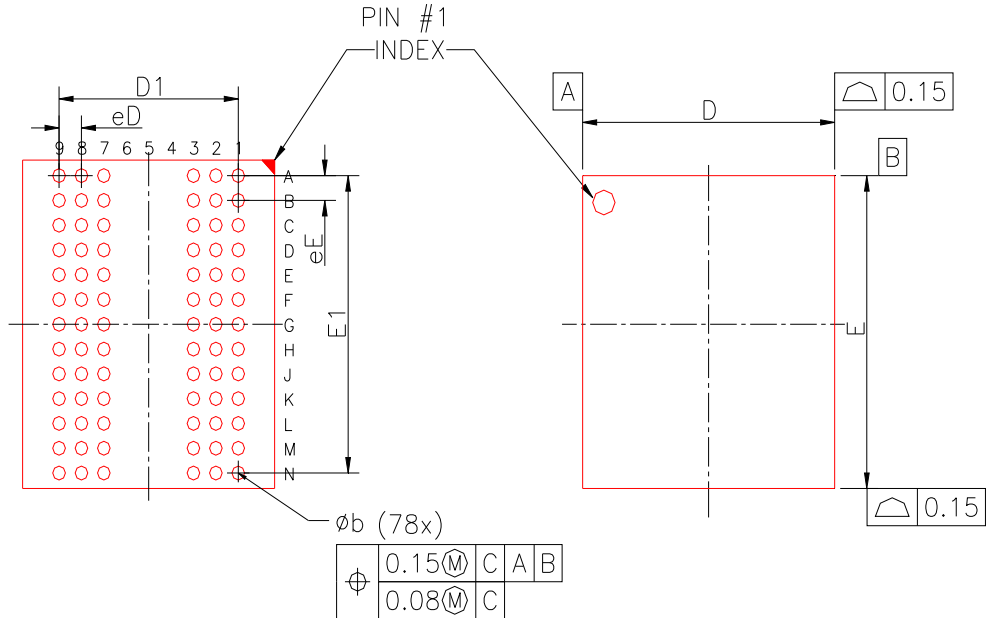 PIN #1
INDEX
D1
eD
9 8 7 6 5 4 3 2 1
A
B
C
D
E
F
G
H
J
K
L
M
N
eE
E1
øb (78x)
0.15Ⓜ C A B
0.08Ⓜ C
A
D
0.15
B
E
0.15